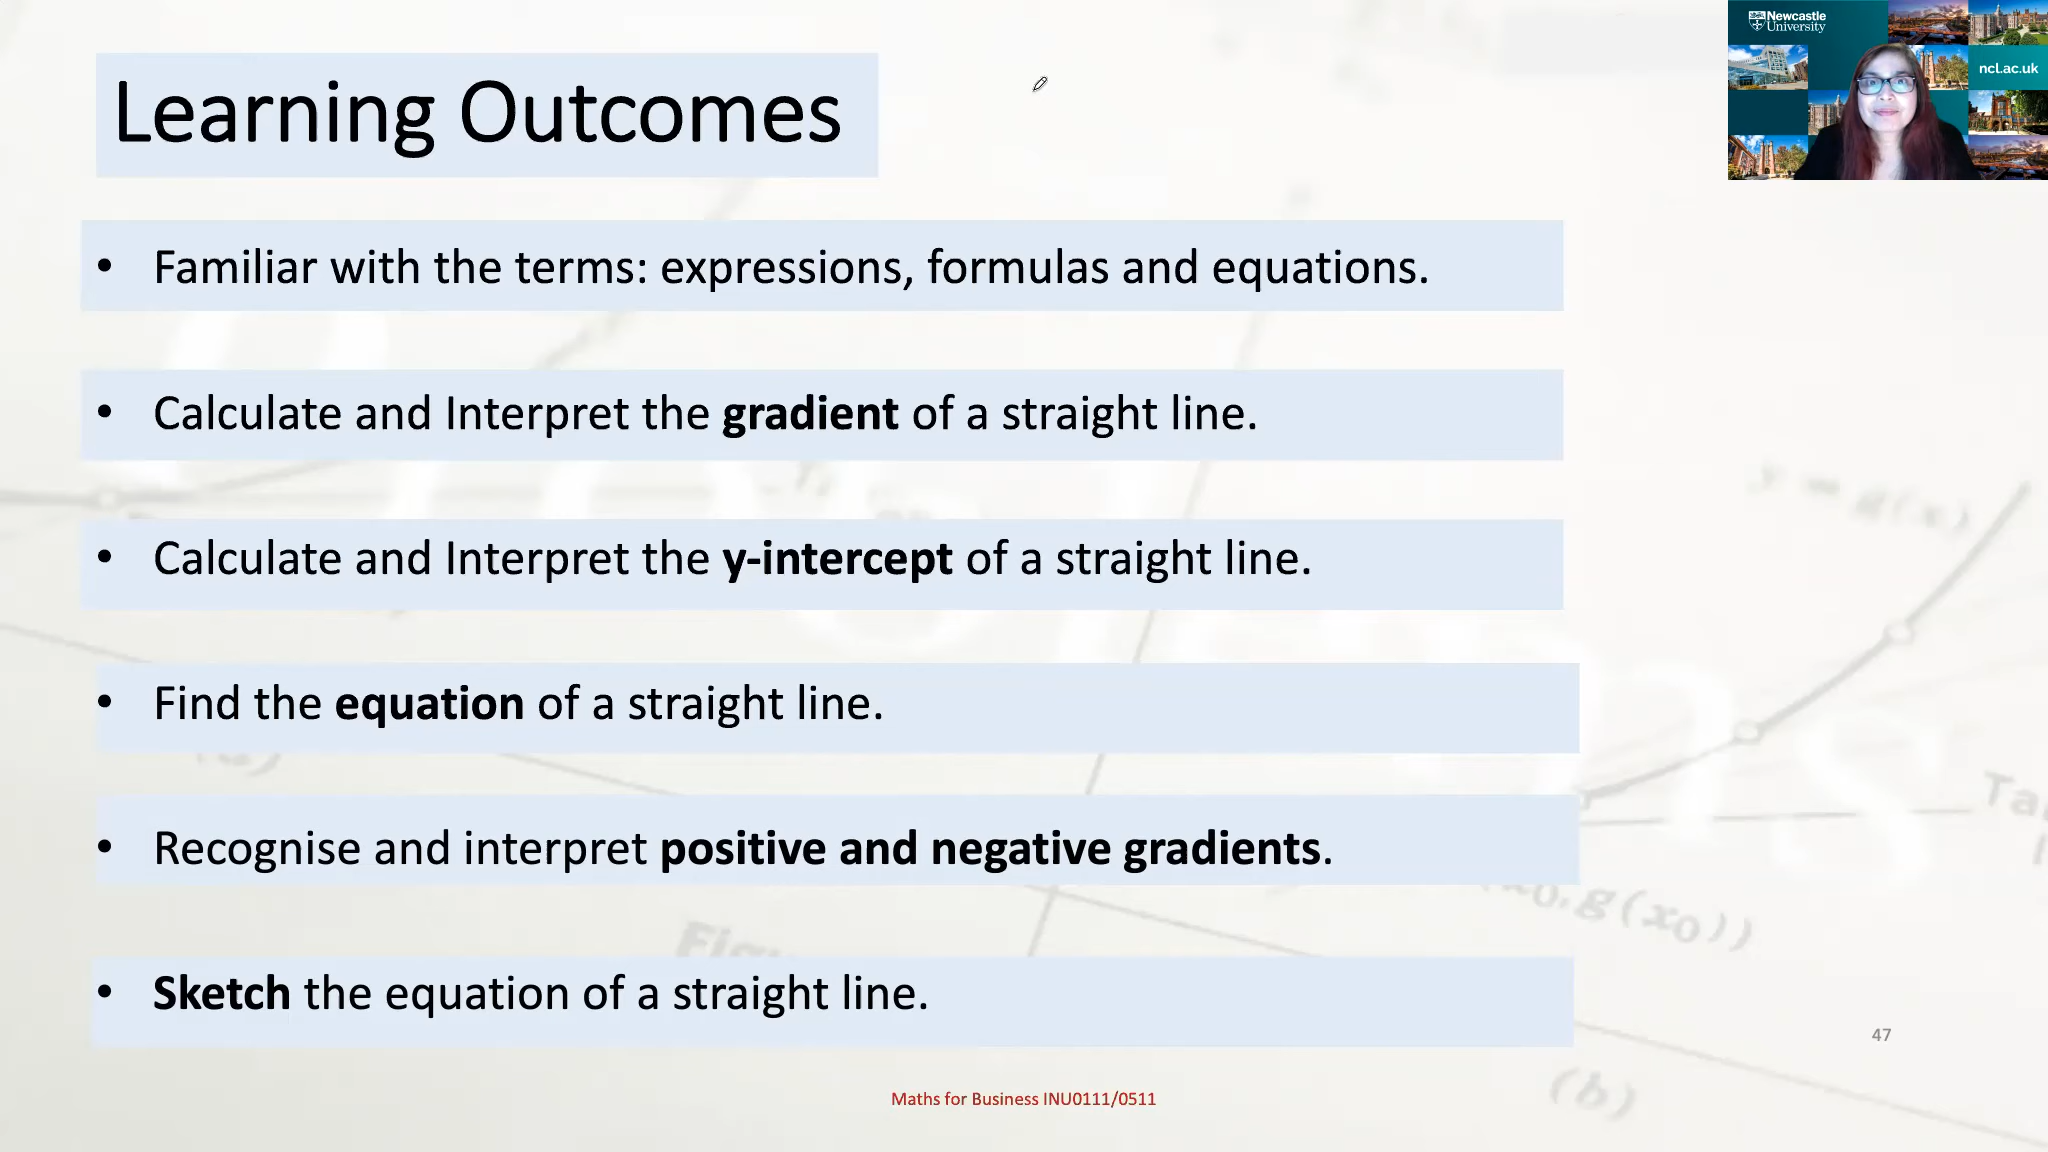 Newcastle
University
ncl.ac.uk
Learning Outcomes
• Familiar with the terms: expressions, formulas and equations.
• Calculate and Interpret the gradient of a straight line.
• Calculate and Interpret the y-intercept of a straight line.
y = g(x)
• Find the equation of a straight line.
• Recognise and interpret positive and negative gradients.
• Sketch the equation of a straight line.
47
(b)
Maths for Business INU0111/0511